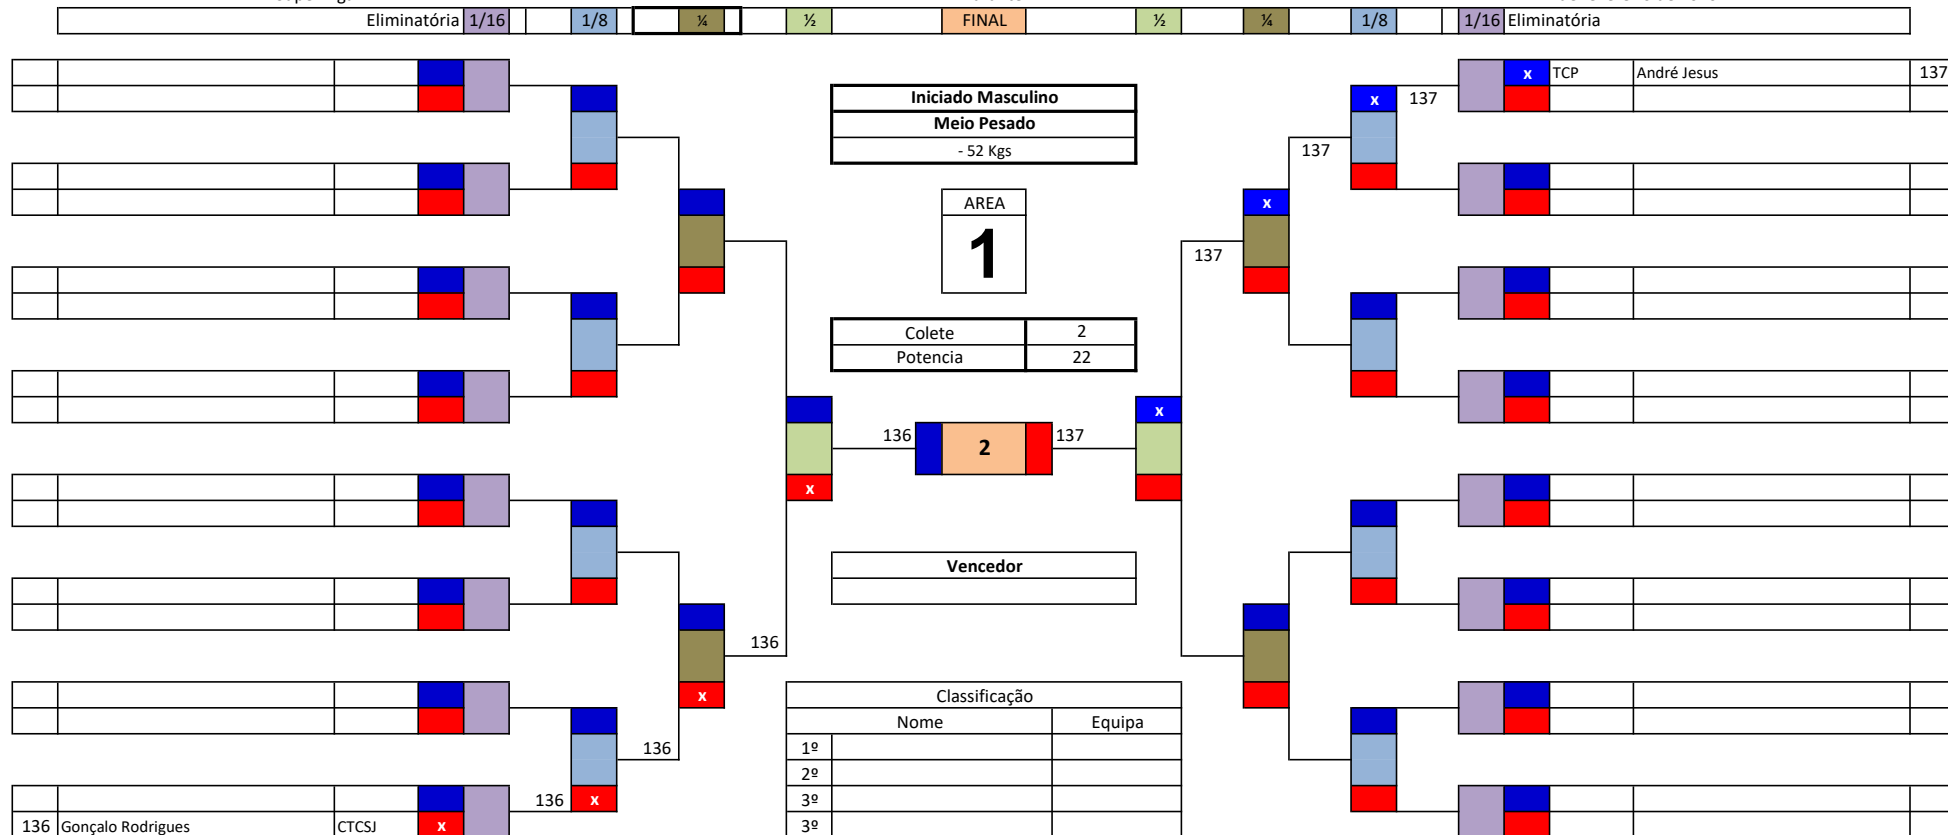 Eliminatória 1/16 1/8 ¼ ½ FINAL ½ ¼ 1/8 1/16 Eliminatória
x TCP André Jesus 137
Iniciado Masculino
x 137
Meio Pesado
- 52 Kgs
137
AREA
x
1
137
Colete 2
Potencia 22
x
136 2 137
x
Vencedor
136
x
Classificação
Nome Equipa
136
1º
2º
136 x
3º
136 Gonçalo Rodrigues CTCSJ x
3º